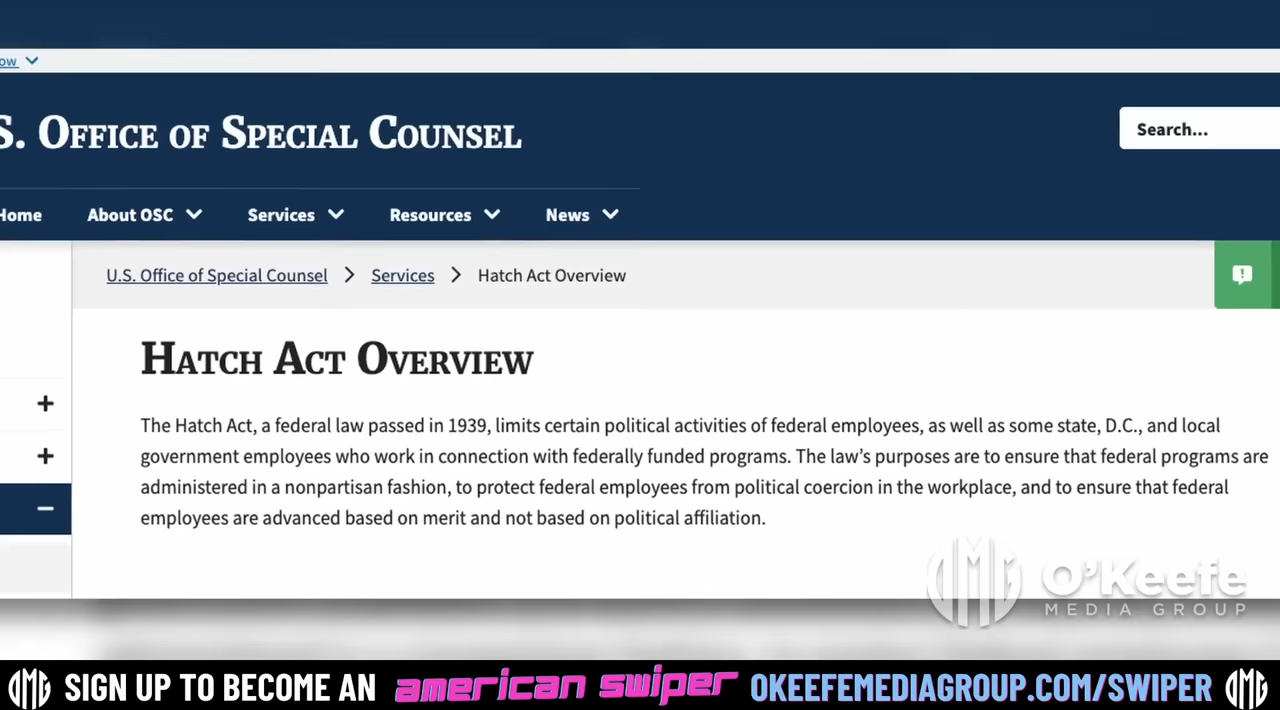 ow
S. OFFICE OF SPECIAL COUNSEL
Search...
Home About OSC Services Resources News
U.S. Office of Special Counsel > Services > Hatch Act Overview
HATCH ACT OVERVIEW
The Hatch Act, a federal law passed in 1939, limits certain political activities of federal employees, as well as some state, D.C., and local
government employees who work in connection with federally funded programs. The law's purposes are to ensure that federal programs are
administered in a nonpartisan fashion, to protect federal employees from political coercion in the workplace, and to ensure that federal
employees are advanced based on merit and not based on political affiliation.
OMG O'Keefe
MEDIA GROUP
OMG SIGN UP TO BECOME AN american swiper OKEEFEMEDIAGROUP.COM/SWIPER OMG